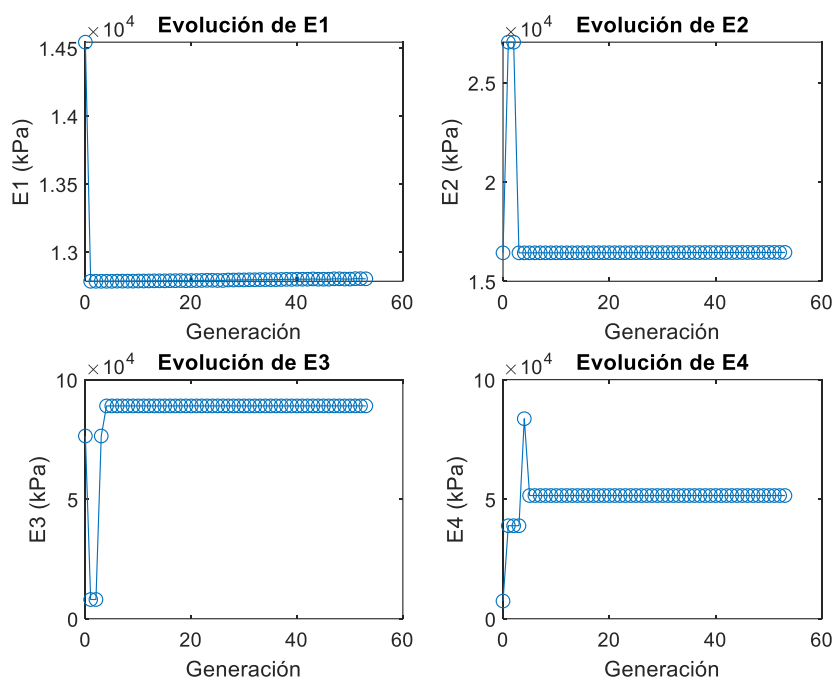 ×10⁴ Evolución de E1
1.45
1.4
1.35
1.3
E1 (kPa)
0 20 40 60
Generación
×10⁴ Evolución de E2
2.5
2
1.5
E2 (kPa)
0 20 40 60
Generación
×10⁴ Evolución de E3
10
5
0
E3 (kPa)
0 20 40 60
Generación
×10⁴ Evolución de E4
10
5
0
E4 (kPa)
0 20 40 60
Generación